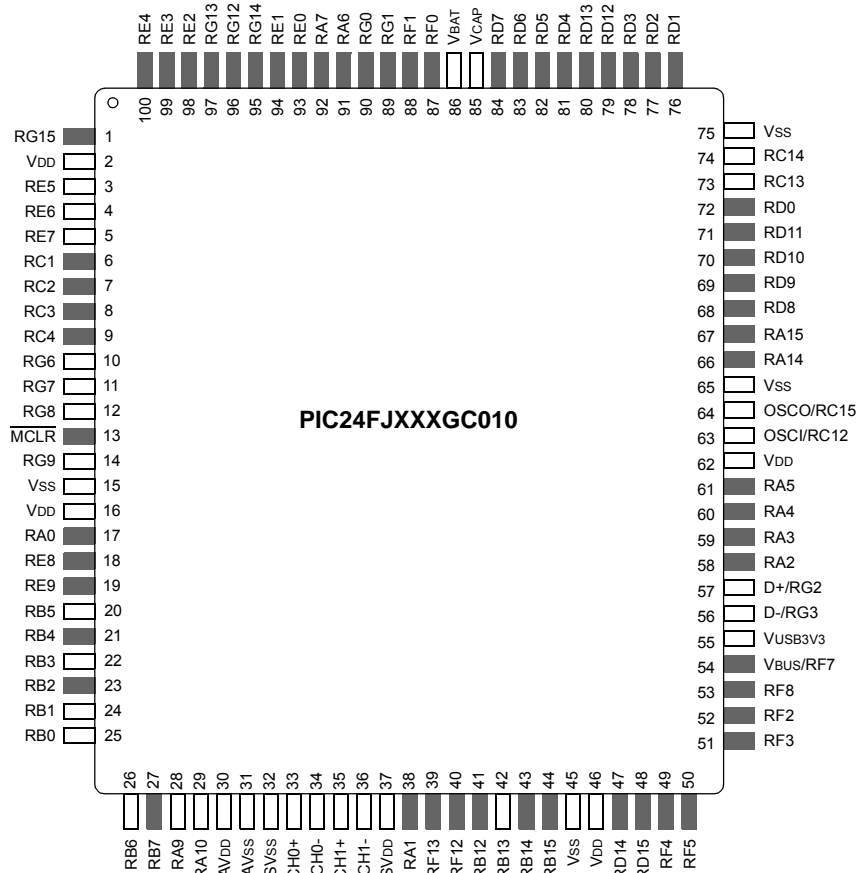 RE4 RE3 RE2 RG13 RG12 RG14 RE1 RE0 RA7 RA6 RG0 RG1 RF1 RF0 VBAT VCAP RD7 RD6 RD5 RD4 RD13 RD12 RD3 RD2 RD1
100 99 98 97 96 95 94 93 92 91 90 89 88 87 86 85 84 83 82 81 80 79 78 77 76
RG15 1
VDD 2
RE5 3
RE6 4
RE7 5
RC1 6
RC2 7
RC3 8
RC4 9
RG6 10
RG7 11
RG8 12
MCLR 13
RG9 14
VSS 15
VDD 16
RA0 17
RE8 18
RE9 19
RB5 20
RB4 21
RB3 22
RB2 23
RB1 24
RB0 25
PIC24FJXXXGC010
75 VSS
74 RC14
73 RC13
72 RD0
71 RD11
70 RD10
69 RD9
68 RD8
67 RA15
66 RA14
65 VSS
64 OSCO/RC15
63 OSCI/RC12
62 VDD
61 RA5
60 RA4
59 RA3
58 RA2
57 D+/RG2
56 D-/RG3
55 VUSB3V3
54 VBUS/RF7
53 RF8
52 RF2
51 RF3
26 27 28 29 30 31 32 33 34 35 36 37 38 39 40 41 42 43 44 45 46 47 48 49 50
RB6 RB7 RA9 RA10 AVDD AVSS SVSS CH0+ CH0- CH1+ CH1- SVDD RA1 RF13 RF12 RB12 RB13 RB14 RB15 VSS VDD RD14 RD15 RF4 RF5